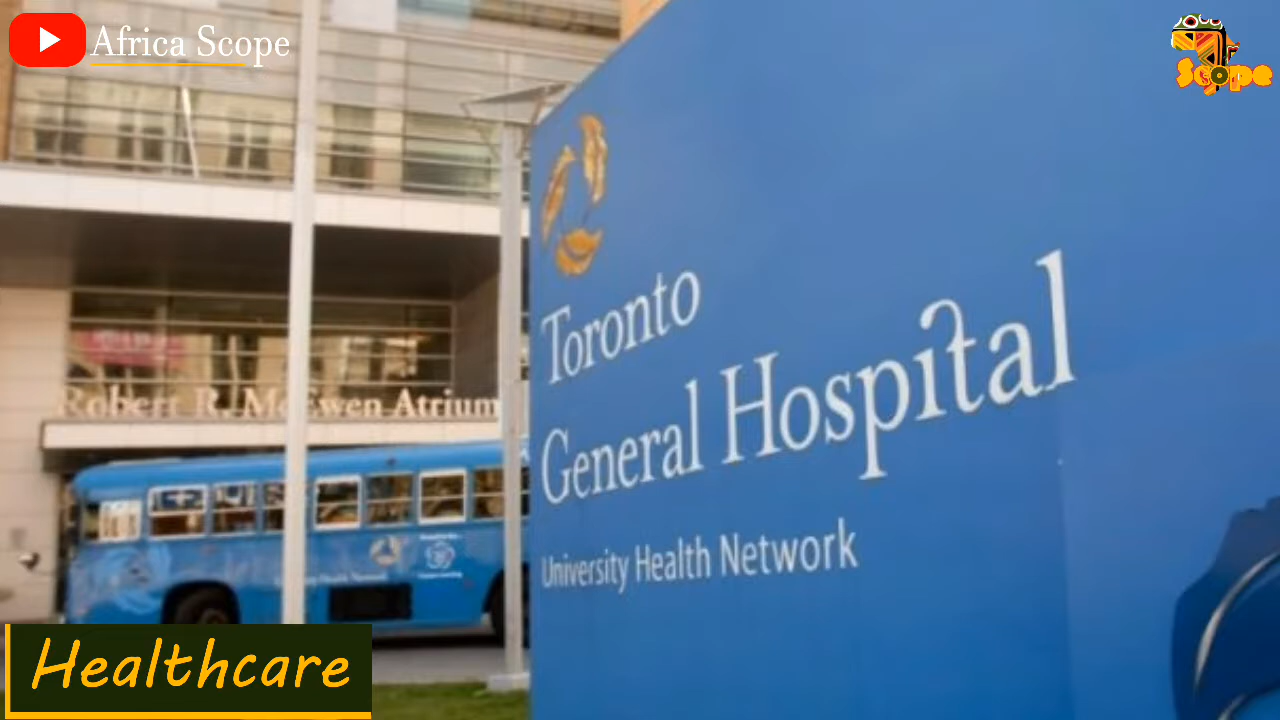 Africa Scope
Scope
Toronto
General Hospital
University Health Network
Robert R. McEwen Atrium
Healthcare